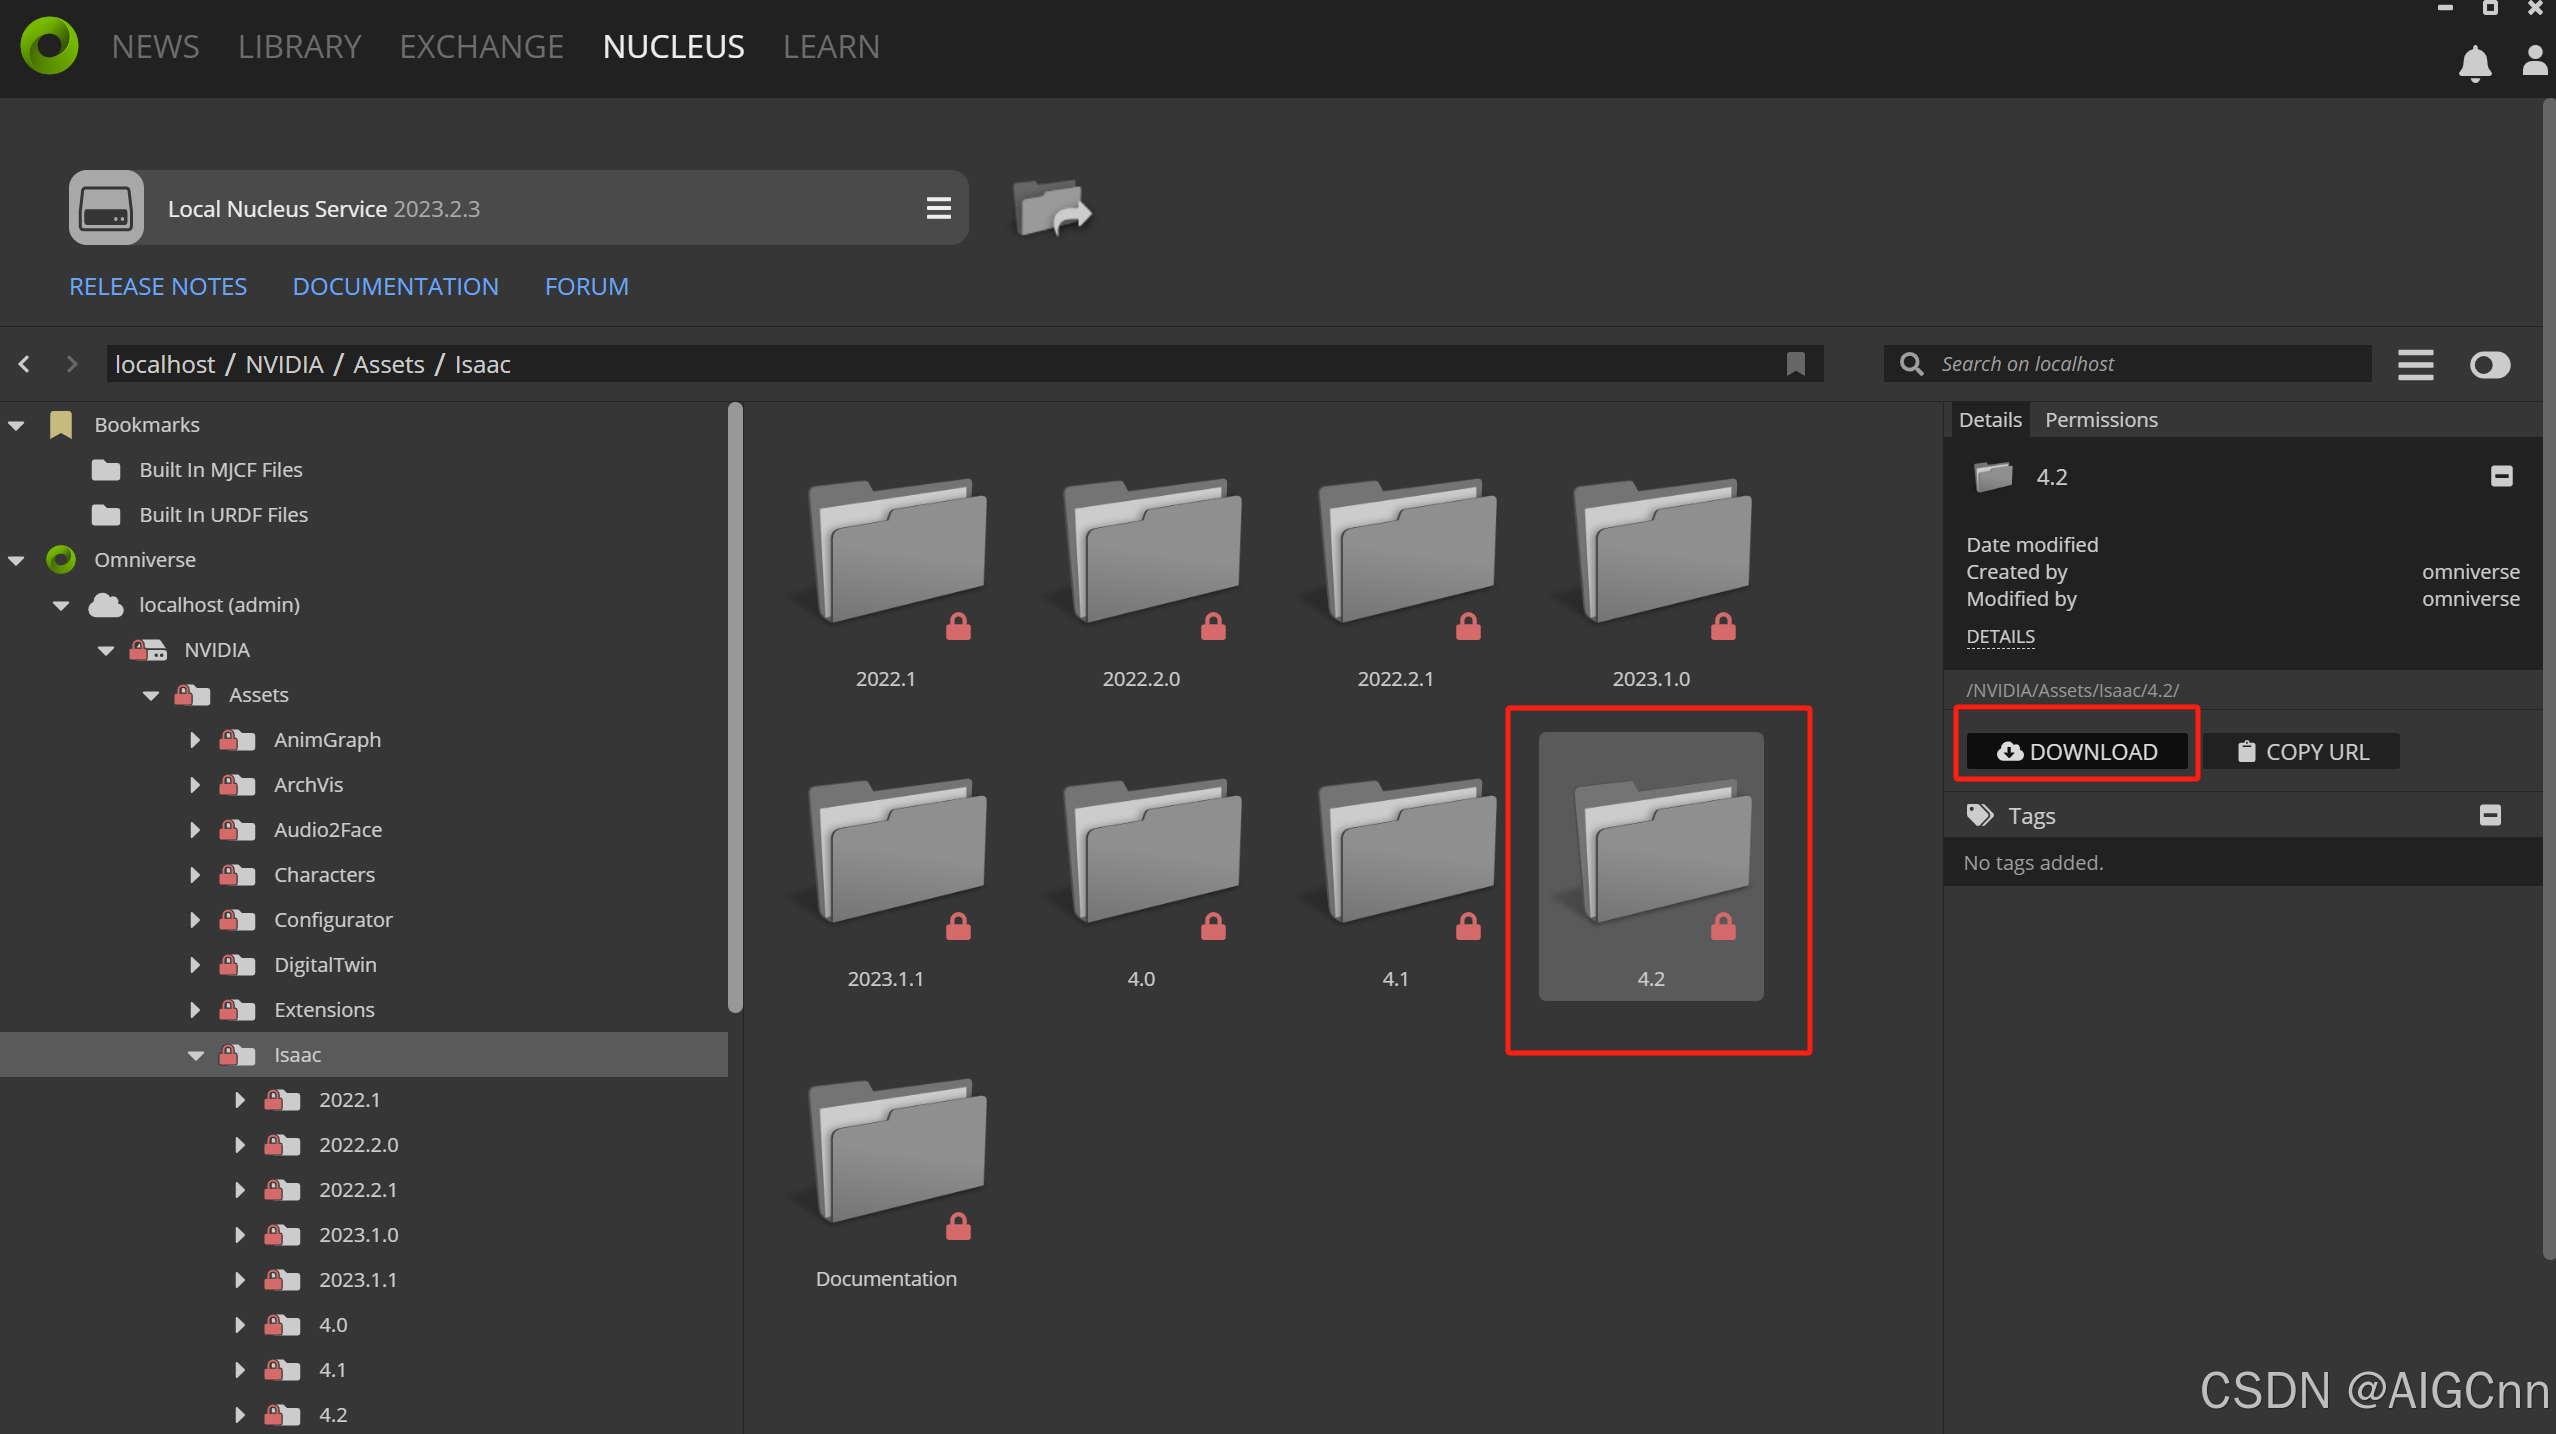 NEWS LIBRARY EXCHANGE NUCLEUS LEARN
Local Nucleus Service 2023.2.3
RELEASE NOTES DOCUMENTATION FORUM
localhost / NVIDIA / Assets / Isaac
Search on localhost
Bookmarks
Built In MJCF Files
Built In URDF Files
Omniverse
localhost (admin)
NVIDIA
Assets
AnimGraph
ArchVis
Audio2Face
Characters
Configurator
DigitalTwin
Extensions
Isaac
2022.1
2022.2.0
2022.2.1
2023.1.0
2023.1.1
4.0
4.1
4.2
2022.1 2022.2.0 2022.2.1 2023.1.0
2023.1.1 4.0 4.1 4.2
Documentation
Details Permissions
4.2
Date modified
Created by omniverse
Modified by omniverse
DETAILS
/NVIDIA/Assets/Isaac/4.2/
DOWNLOAD COPY URL
Tags
No tags added.
CSDN @AIGCnn